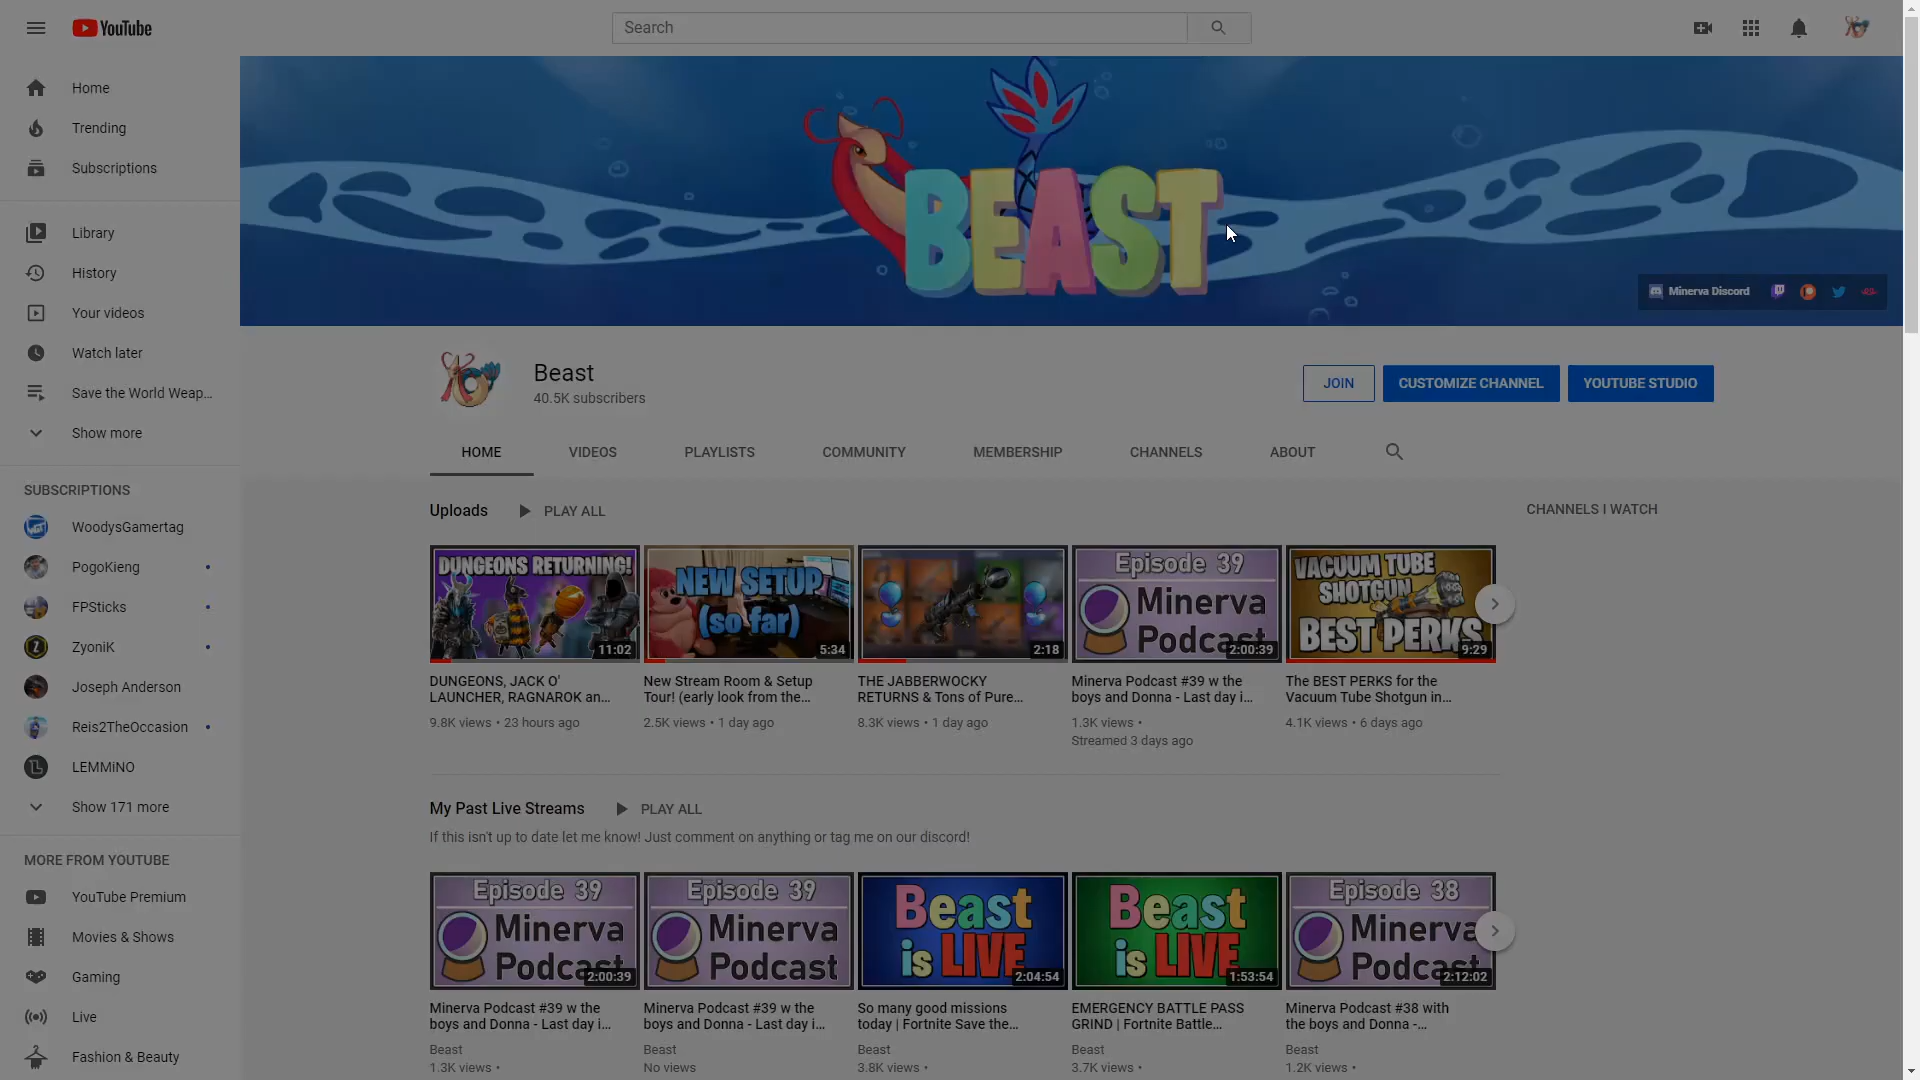 YouTube
Search
Home
Trending
Subscriptions
Library
History
Your videos
Watch later
Save the World Weap...
Show more
SUBSCRIPTIONS
WoodysGamertag
PogoKieng
FPSticks
ZyoniK
Joseph Anderson
Reis2TheOccasion
LEMMiNO
Show 171 more
MORE FROM YOUTUBE
YouTube Premium
Movies & Shows
Gaming
Live
Fashion & Beauty
BEAST
Minerva Discord
Beast
40.5K subscribers
JOIN
CUSTOMIZE CHANNEL
YOUTUBE STUDIO
HOME
VIDEOS
PLAYLISTS
COMMUNITY
MEMBERSHIP
CHANNELS
ABOUT
Uploads
PLAY ALL
CHANNELS I WATCH
DUNGEONS RETURNING!
11:02
DUNGEONS, JACK O'
LAUNCHER, RAGNAROK an...
9.8K views • 23 hours ago
NEW SETUP
(so far)
5:34
New Stream Room & Setup
Tour! (early look from the...
2.5K views • 1 day ago
2:18
THE JABBERWOCKY
RETURNS & Tons of Pure...
8.3K views • 1 day ago
Episode 39
Minerva
Podcast
2:00:39
Minerva Podcast #39 w the
boys and Donna - Last day i...
1.3K views •
Streamed 3 days ago
VACUUM TUBE
SHOTGUN
BEST PERKS
9:29
The BEST PERKS for the
Vacuum Tube Shotgun in...
4.1K views • 6 days ago
My Past Live Streams
PLAY ALL
If this isn't up to date let me know! Just comment on anything or tag me on our discord!
Episode 39
Minerva
Podcast
2:00:39
Minerva Podcast #39 w the
boys and Donna - Last day i...
Beast
1.3K views •
Episode 39
Minerva
Podcast
Minerva Podcast #39 w the
boys and Donna - Last day i...
Beast
No views
Beast
is LIVE
2:04:54
So many good missions
today | Fortnite Save the...
Beast
3.8K views •
Beast
is LIVE
1:53:54
EMERGENCY BATTLE PASS
GRIND | Fortnite Battle...
Beast
3.7K views •
Episode 38
Minerva
Podcast
2:12:02
Minerva Podcast #38 with
the boys and Donna -...
Beast
1.2K views •